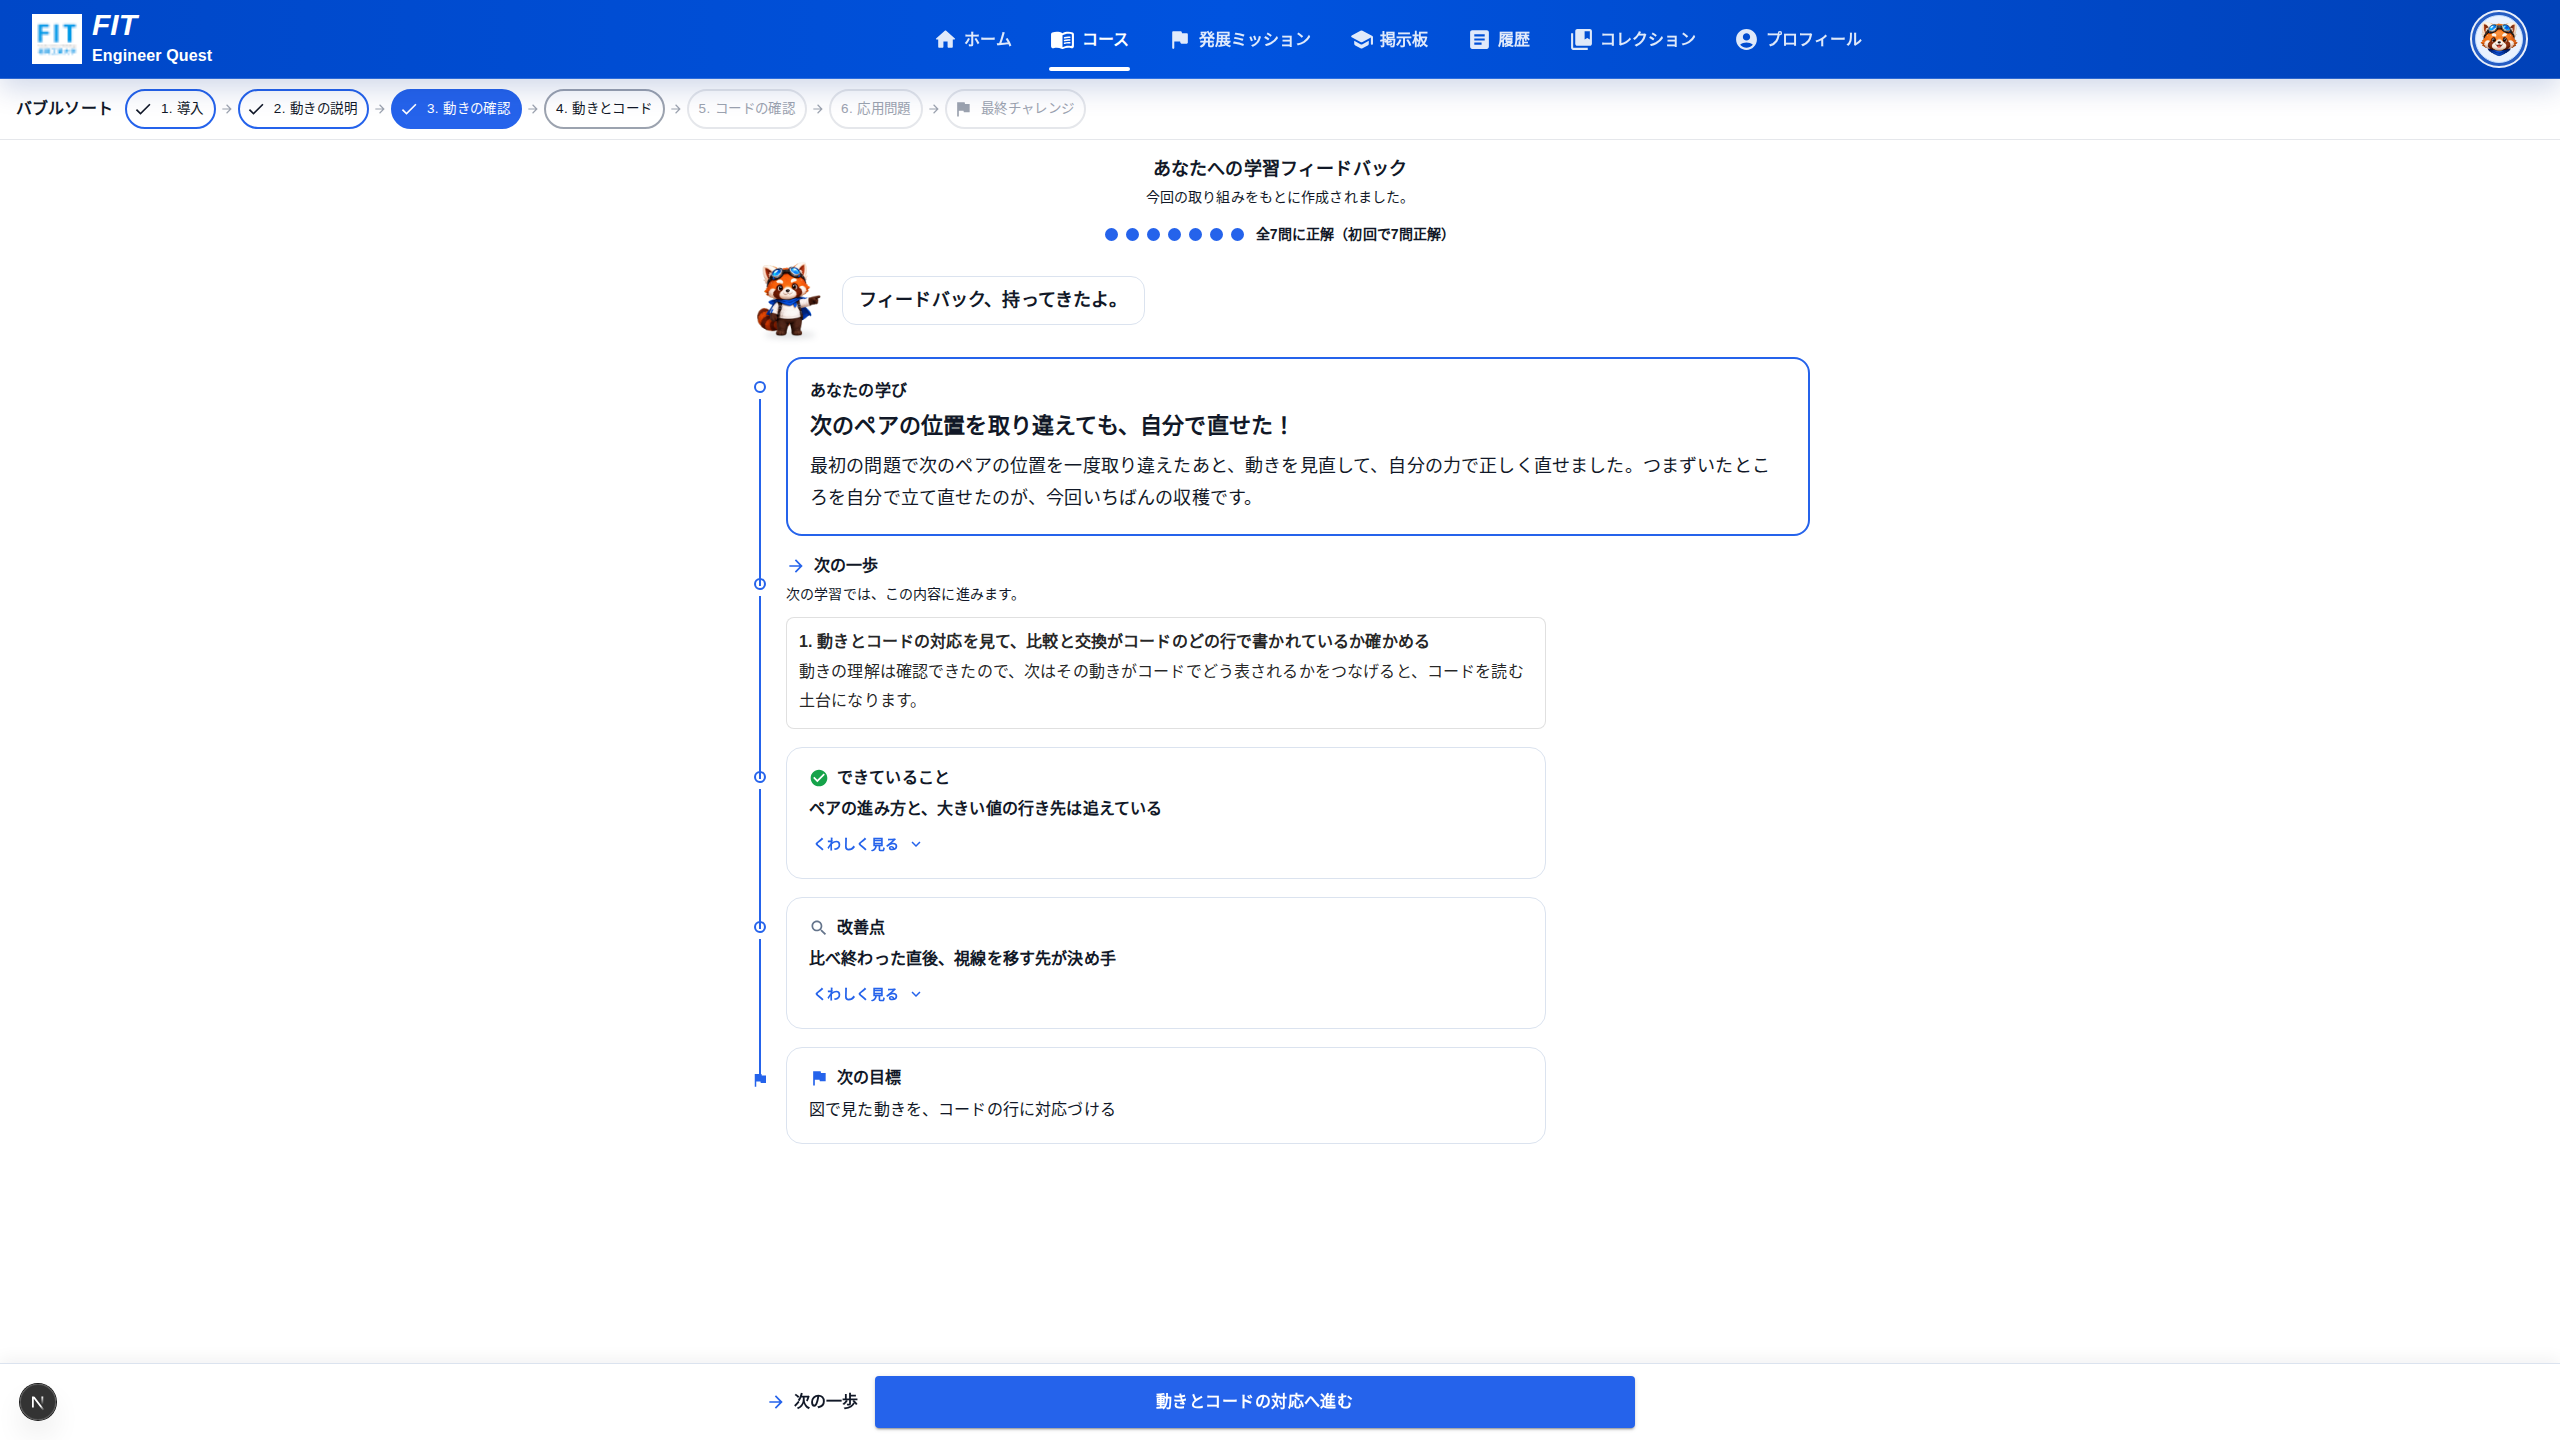 FIT
FIT
Engineer Quest
ホーム
コース
発展ミッション
掲示板
履歴
コレクション
プロフィール
バブルソート
1. 導入
2. 動きの説明
3. 動きの確認
4. 動きとコード
5. コードの確認
6. 応用問題
最終チャレンジ
あなたへの学習フィードバック
今回の取り組みをもとに作成されました。
全7問に正解（初回で7問正解）
フィードバック、持ってきたよ。
あなたの学び
次のペアの位置を取り違えても、自分で直せた！
最初の問題で次のペアの位置を一度取り違えたあと、動きを見直して、自分の力で正しく直せました。つまずいたとこ
ろを自分で立て直せたのが、今回いちばんの収穫です。
次の一歩
次の学習では、この内容に進みます。
1. 動きとコードの対応を見て、比較と交換がコードのどの行で書かれているか確かめる
動きの理解は確認できたので、次はその動きがコードでどう表されるかをつなげると、コードを読む
土台になります。
できていること
ペアの進み方と、大きい値の行き先は追えている
くわしく見る
改善点
比べ終わった直後、視線を移す先が決め手
くわしく見る
次の目標
図で見た動きを、コードの行に対応づける
N
次の一歩
動きとコードの対応へ進む